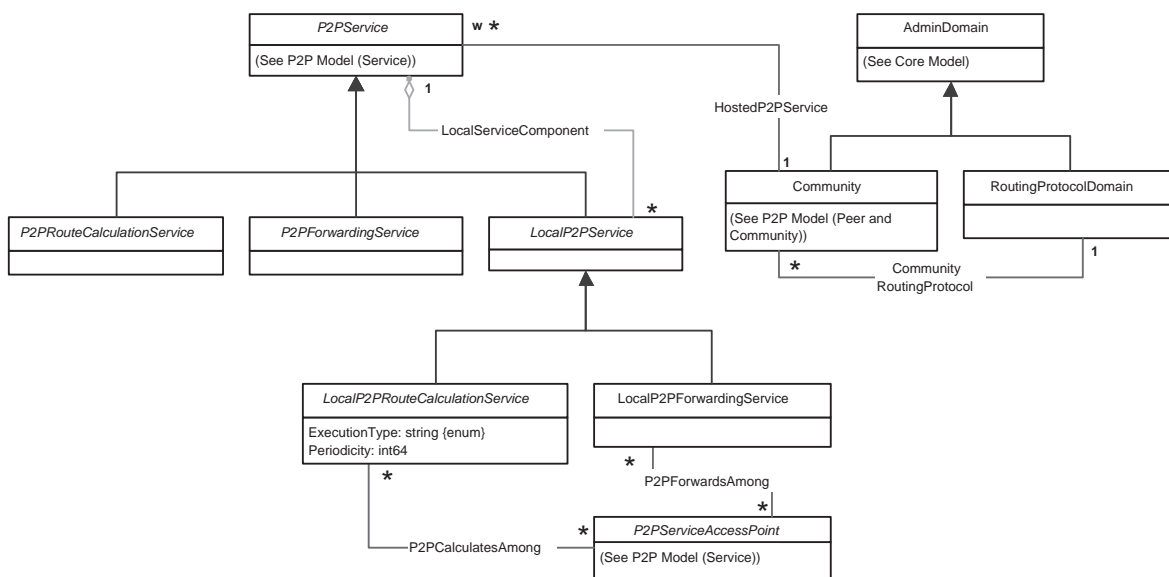 P2PService
w *
AdminDomain
(See P2P Model (Service))
(See Core Model)
1
HostedP2PService
LocalServiceComponent
1
Community
RoutingProtocolDomain
(See P2P Model (Peer and
Community))
*
P2PRouteCalculationService
P2PForwardingService
LocalP2PService
*
1
Community
RoutingProtocol
LocalP2PRouteCalculationService
LocalP2PForwardingService
ExecutionType: string {enum}
Periodicity: int64
*
*
P2PForwardsAmong
*
*
P2PServiceAccessPoint
P2PCalculatesAmong
(See P2P Model (Service))